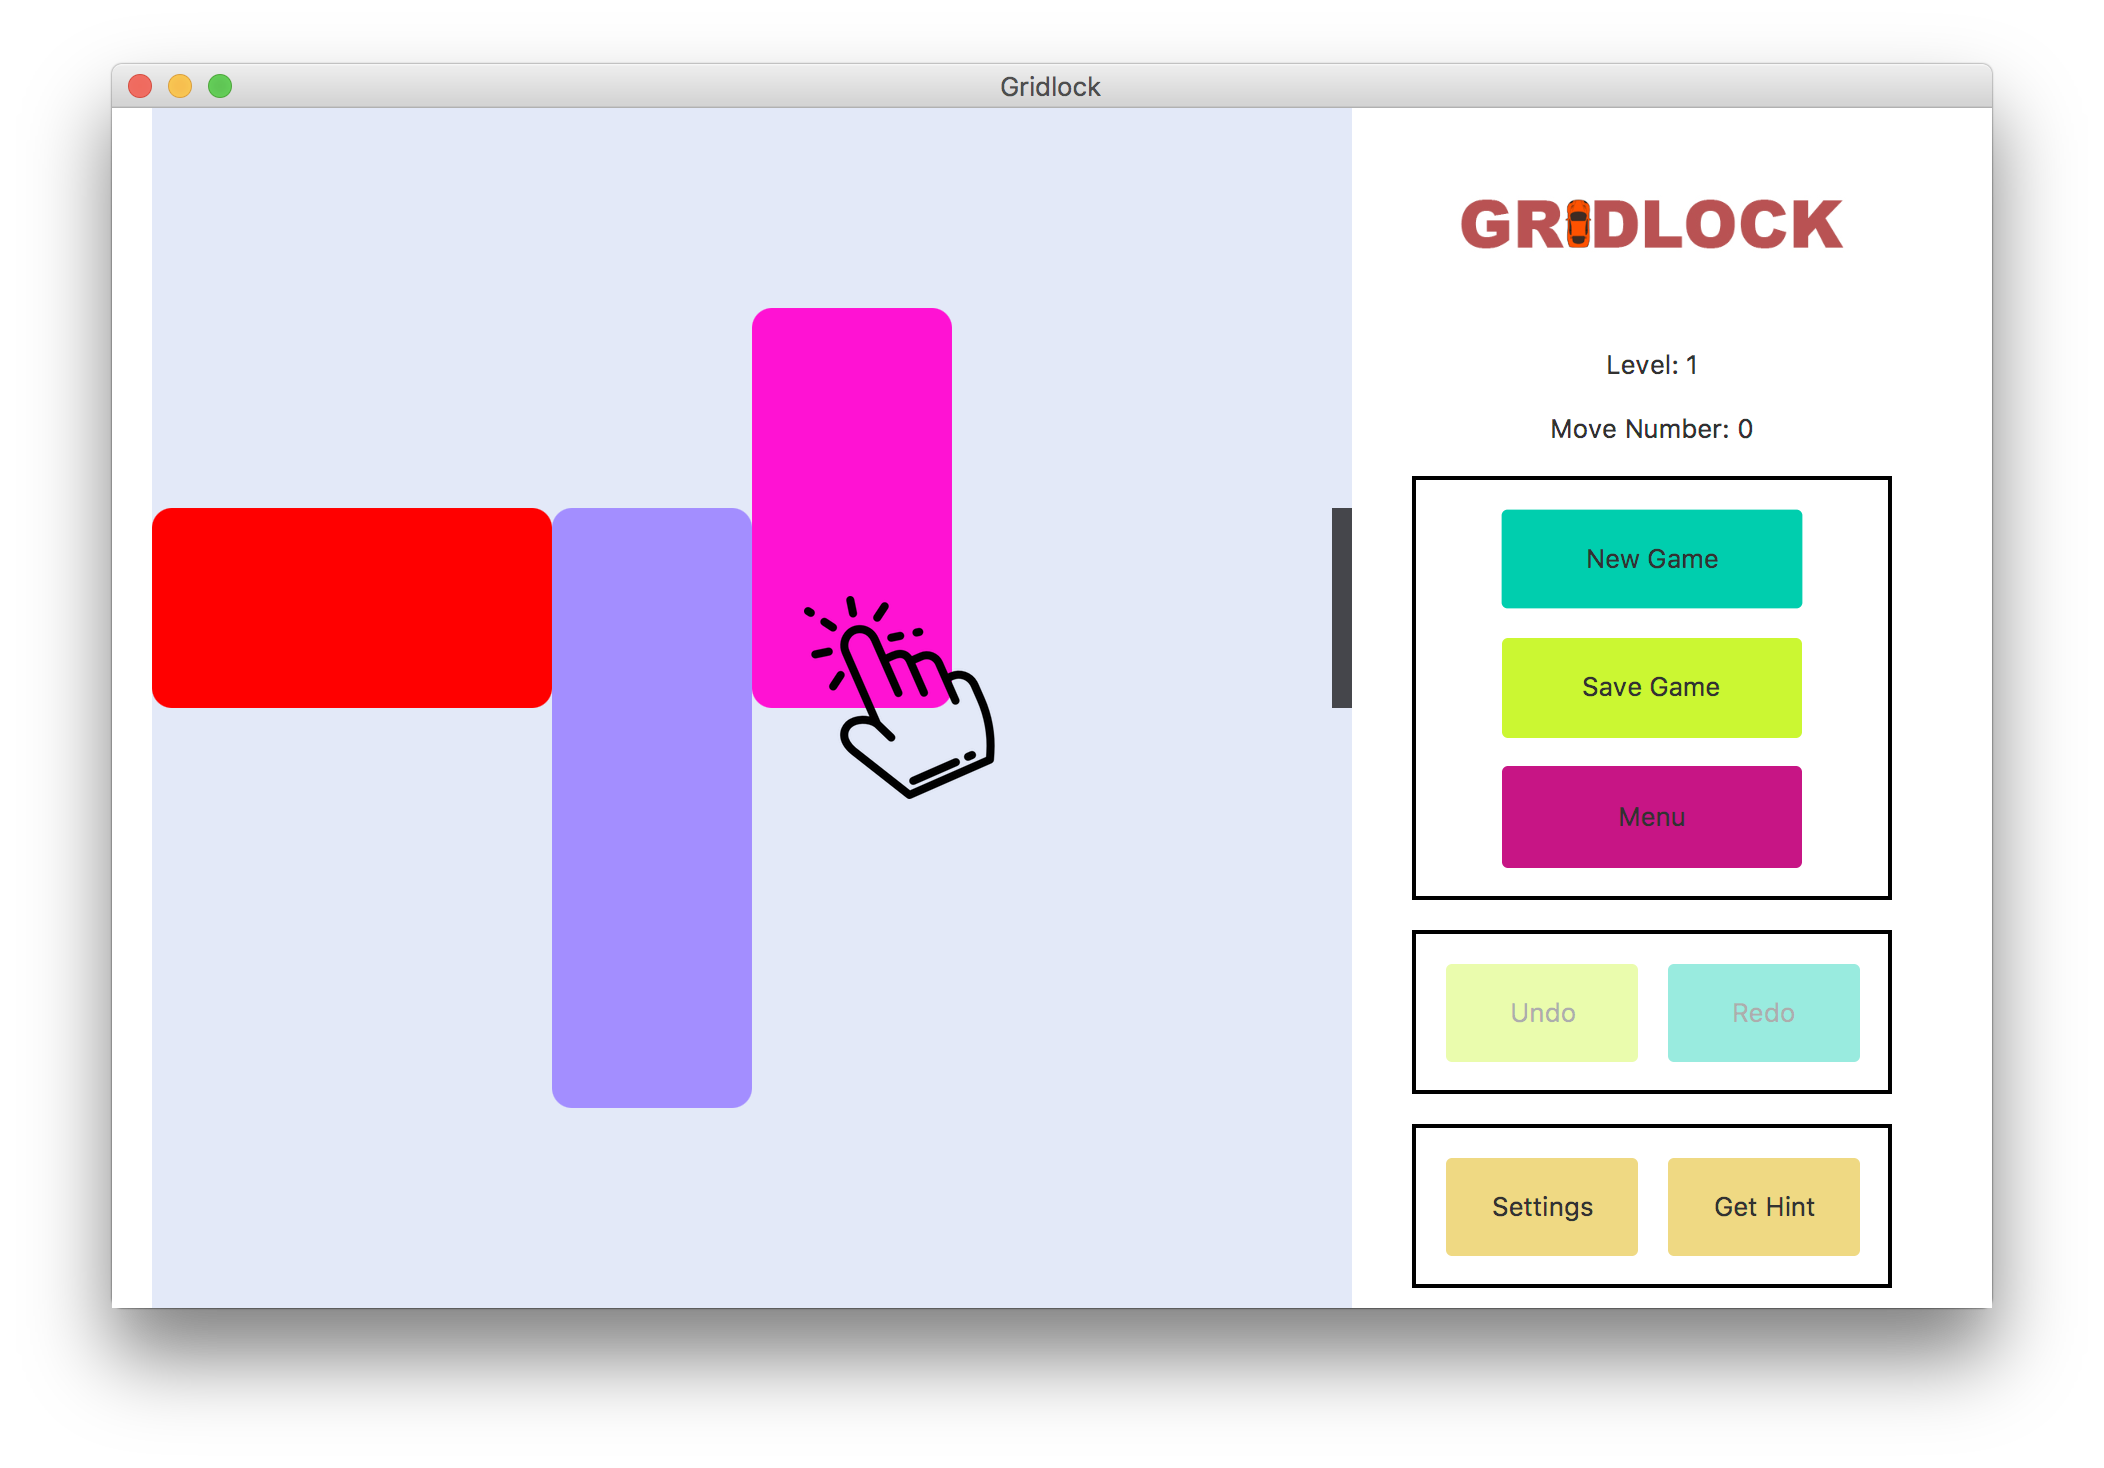 Gridlock
GRIDLOCK
Level: 1
Move Number: 0
New Game
Save Game
Menu
Undo
Redo
Settings
Get Hint